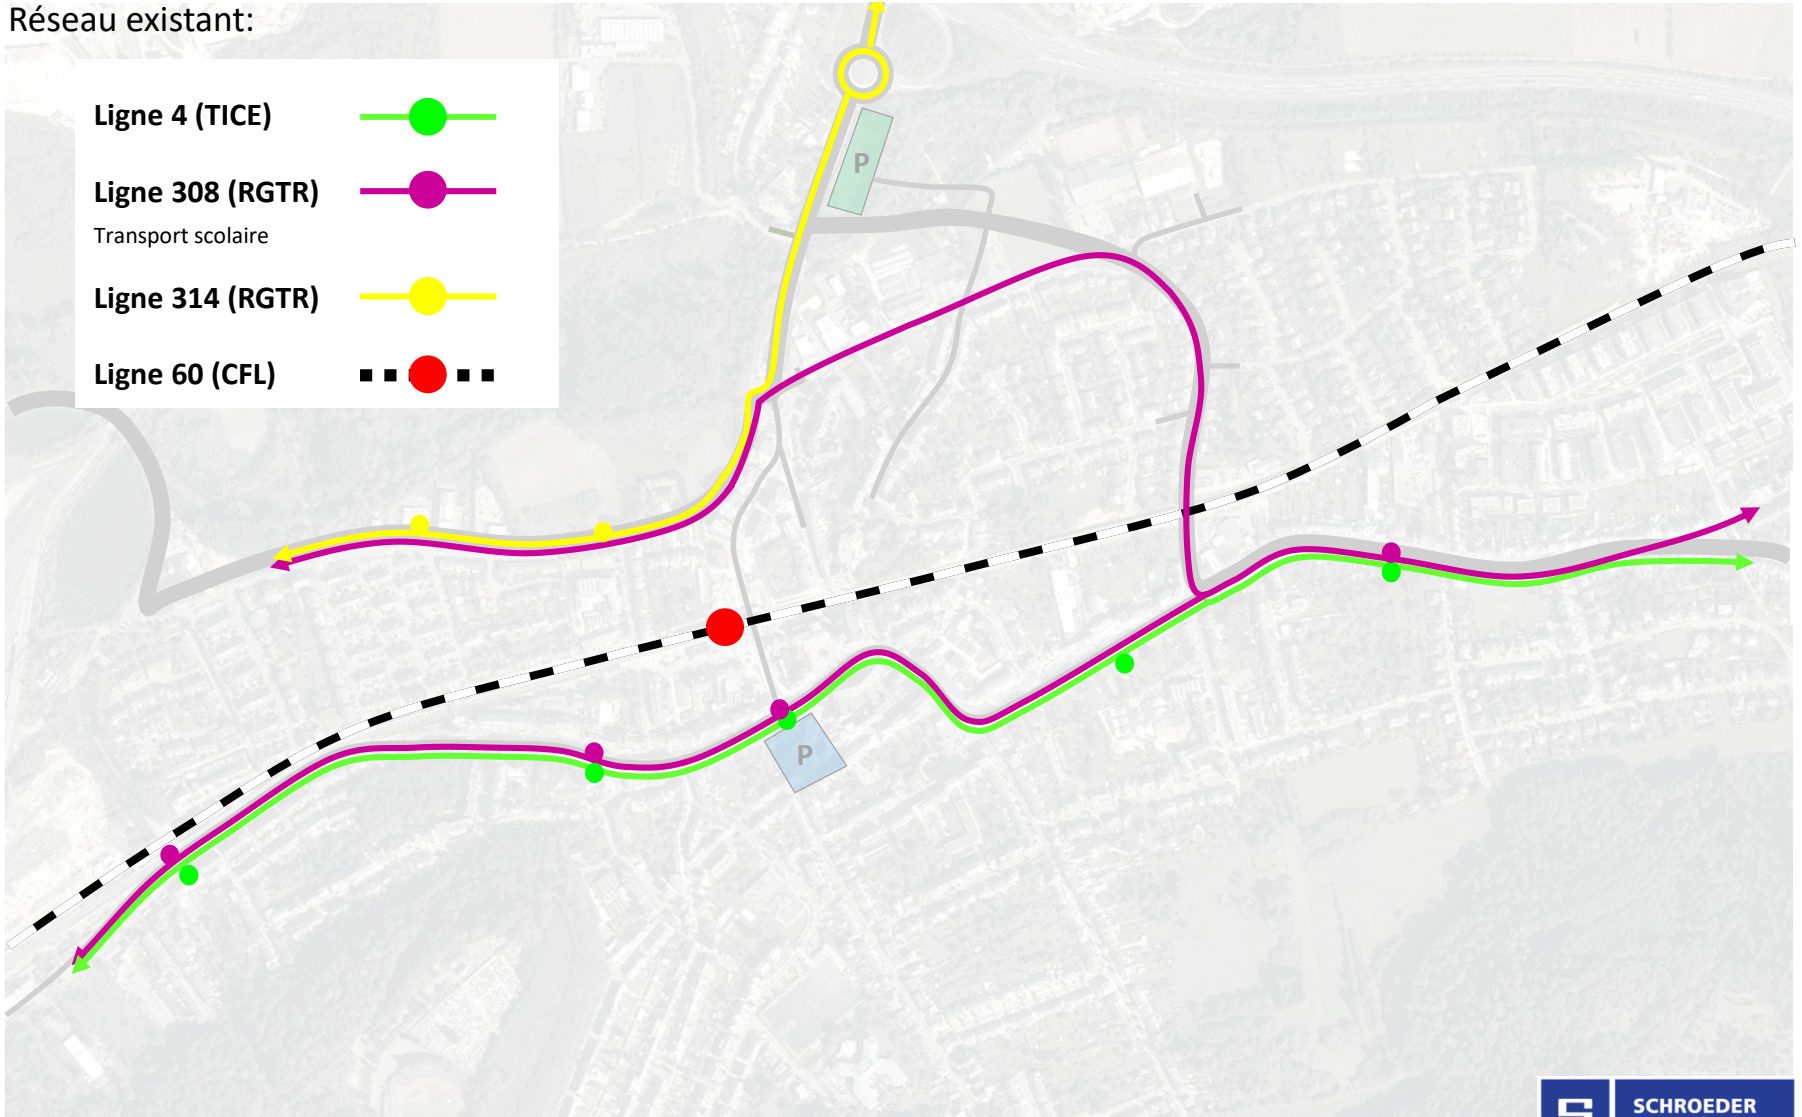 Réseau existant:
Ligne 4 (TICE)
Ligne 308 (RGTR)
Transport scolaire
Ligne 314 (RGTR)
Ligne 60 (CFL)
P
P
SCHROEDER